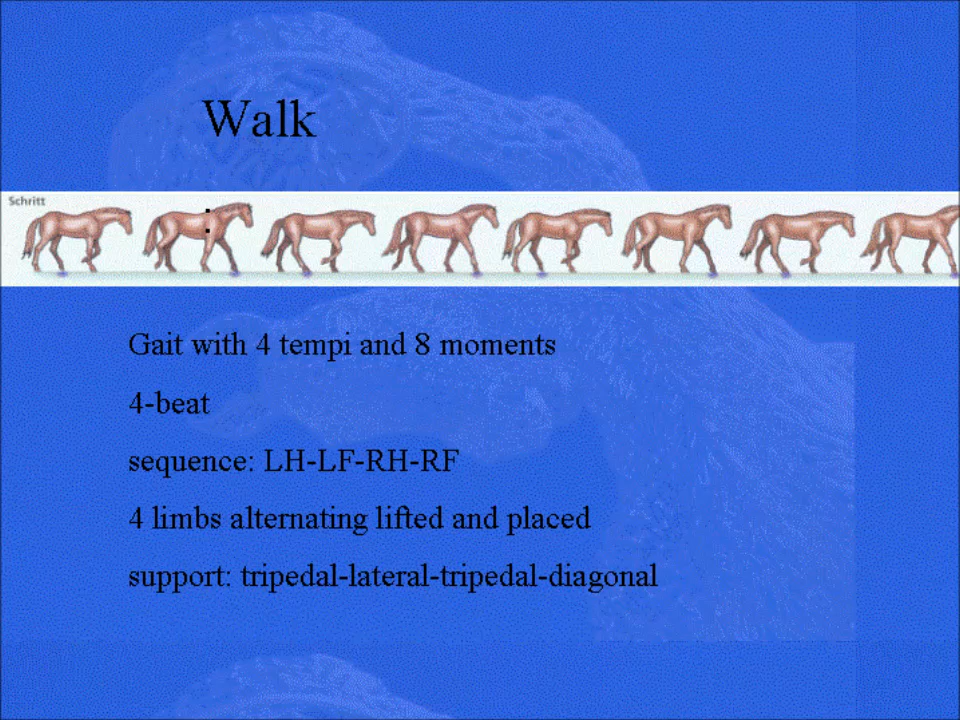 Walk
Schritt
:
Gait with 4 tempi and 8 moments
4-beat
sequence: LH-LF-RH-RF
4 limbs alternating lifted and placed
support: tripedal-lateral-tripedal-diagonal